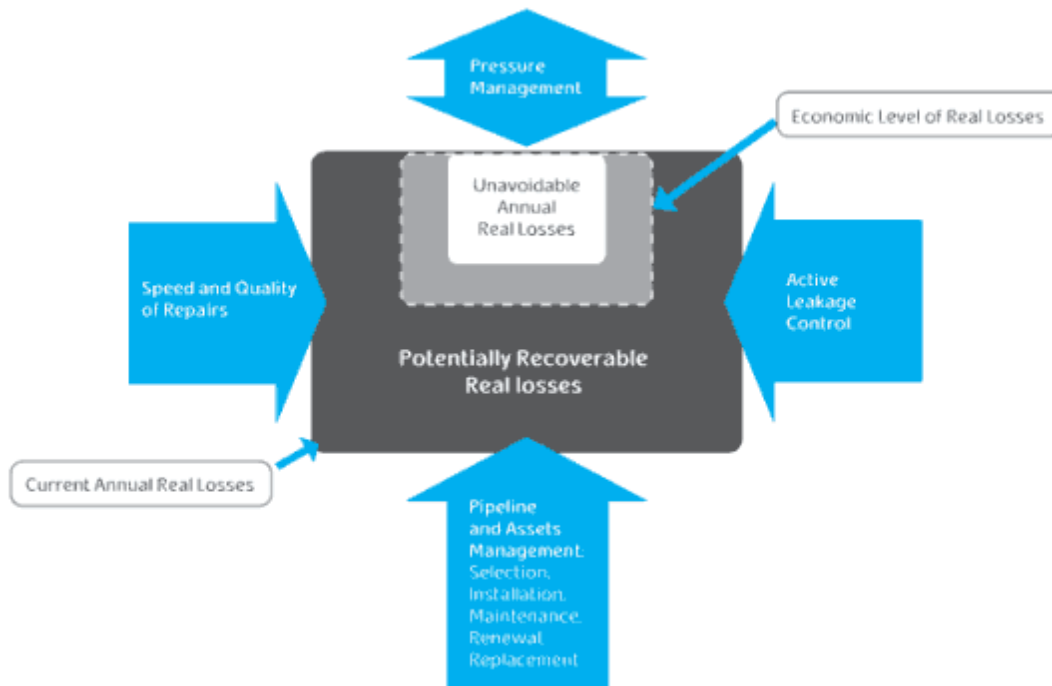 Pressure
Management
Economic Level of Real Losses
Unavoidable
Annual
Real Losses
Speed and Quality
of Repairs
Active
Leakage
Control
Potentially Recoverable
Real losses
Current Annual Real Losses
Pipeline
and Assets
Management:
Selection,
Installation,
Maintenance,
Renewal
Replacement